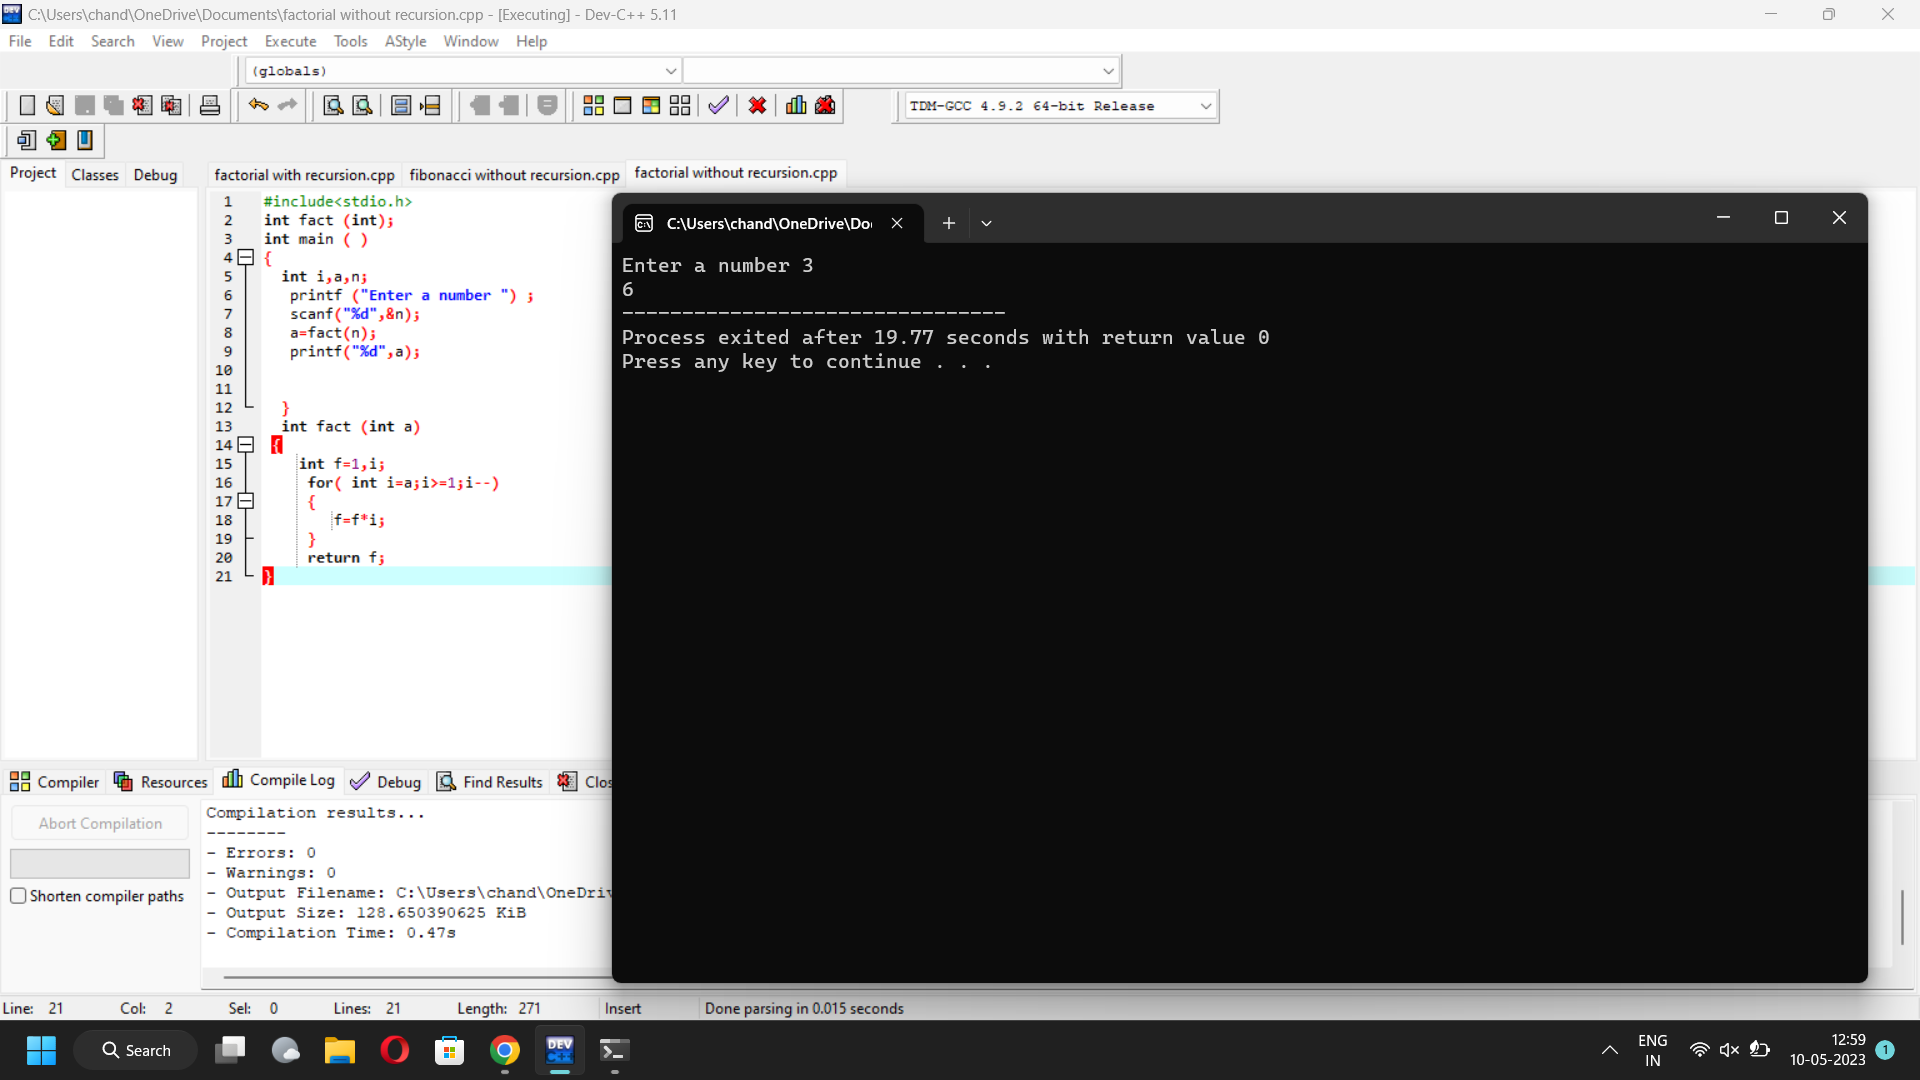 C:\Users\chand\OneDrive\Documents\factorial without recursion.cpp - [Executing] - Dev-C++ 5.11
File Edit Search View Project Execute Tools AStyle Window Help
(globals)
TDM-GCC 4.9.2 64-bit Release
Project Classes Debug
factorial with recursion.cpp fibonacci without recursion.cpp factorial without recursion.cpp
1 #include<stdio.h>
2 int fact (int);
3 int main ( )
4 {
5 int i,a,n;
6 printf ("Enter a number ") ;
7 scanf("%d",&n);
8 a=fact(n);
9 printf("%d",a);
10
11
12 }
13 int fact (int a)
14 {
15 int f=1,i;
16 for( int i=a;i>=1;i--)
17 {
18 f=f*i;
19 }
20 return f;
21 }
C:\Users\chand\OneDrive\Do
Enter a number 3
6
--------------------------------
Process exited after 19.77 seconds with return value 0
Press any key to continue . . .
Compiler Resources Compile Log Debug Find Results Clos
Abort Compilation
Shorten compiler paths
Compilation results...
--------
- Errors: 0
- Warnings: 0
- Output Filename: C:\Users\chand\OneDriv
- Output Size: 128.650390625 KiB
- Compilation Time: 0.47s
Line: 21 Col: 2 Sel: 0 Lines: 21 Length: 271 Insert Done parsing in 0.015 seconds
Search
DEV
C++
ENG
IN
12:59
10-05-2023
1